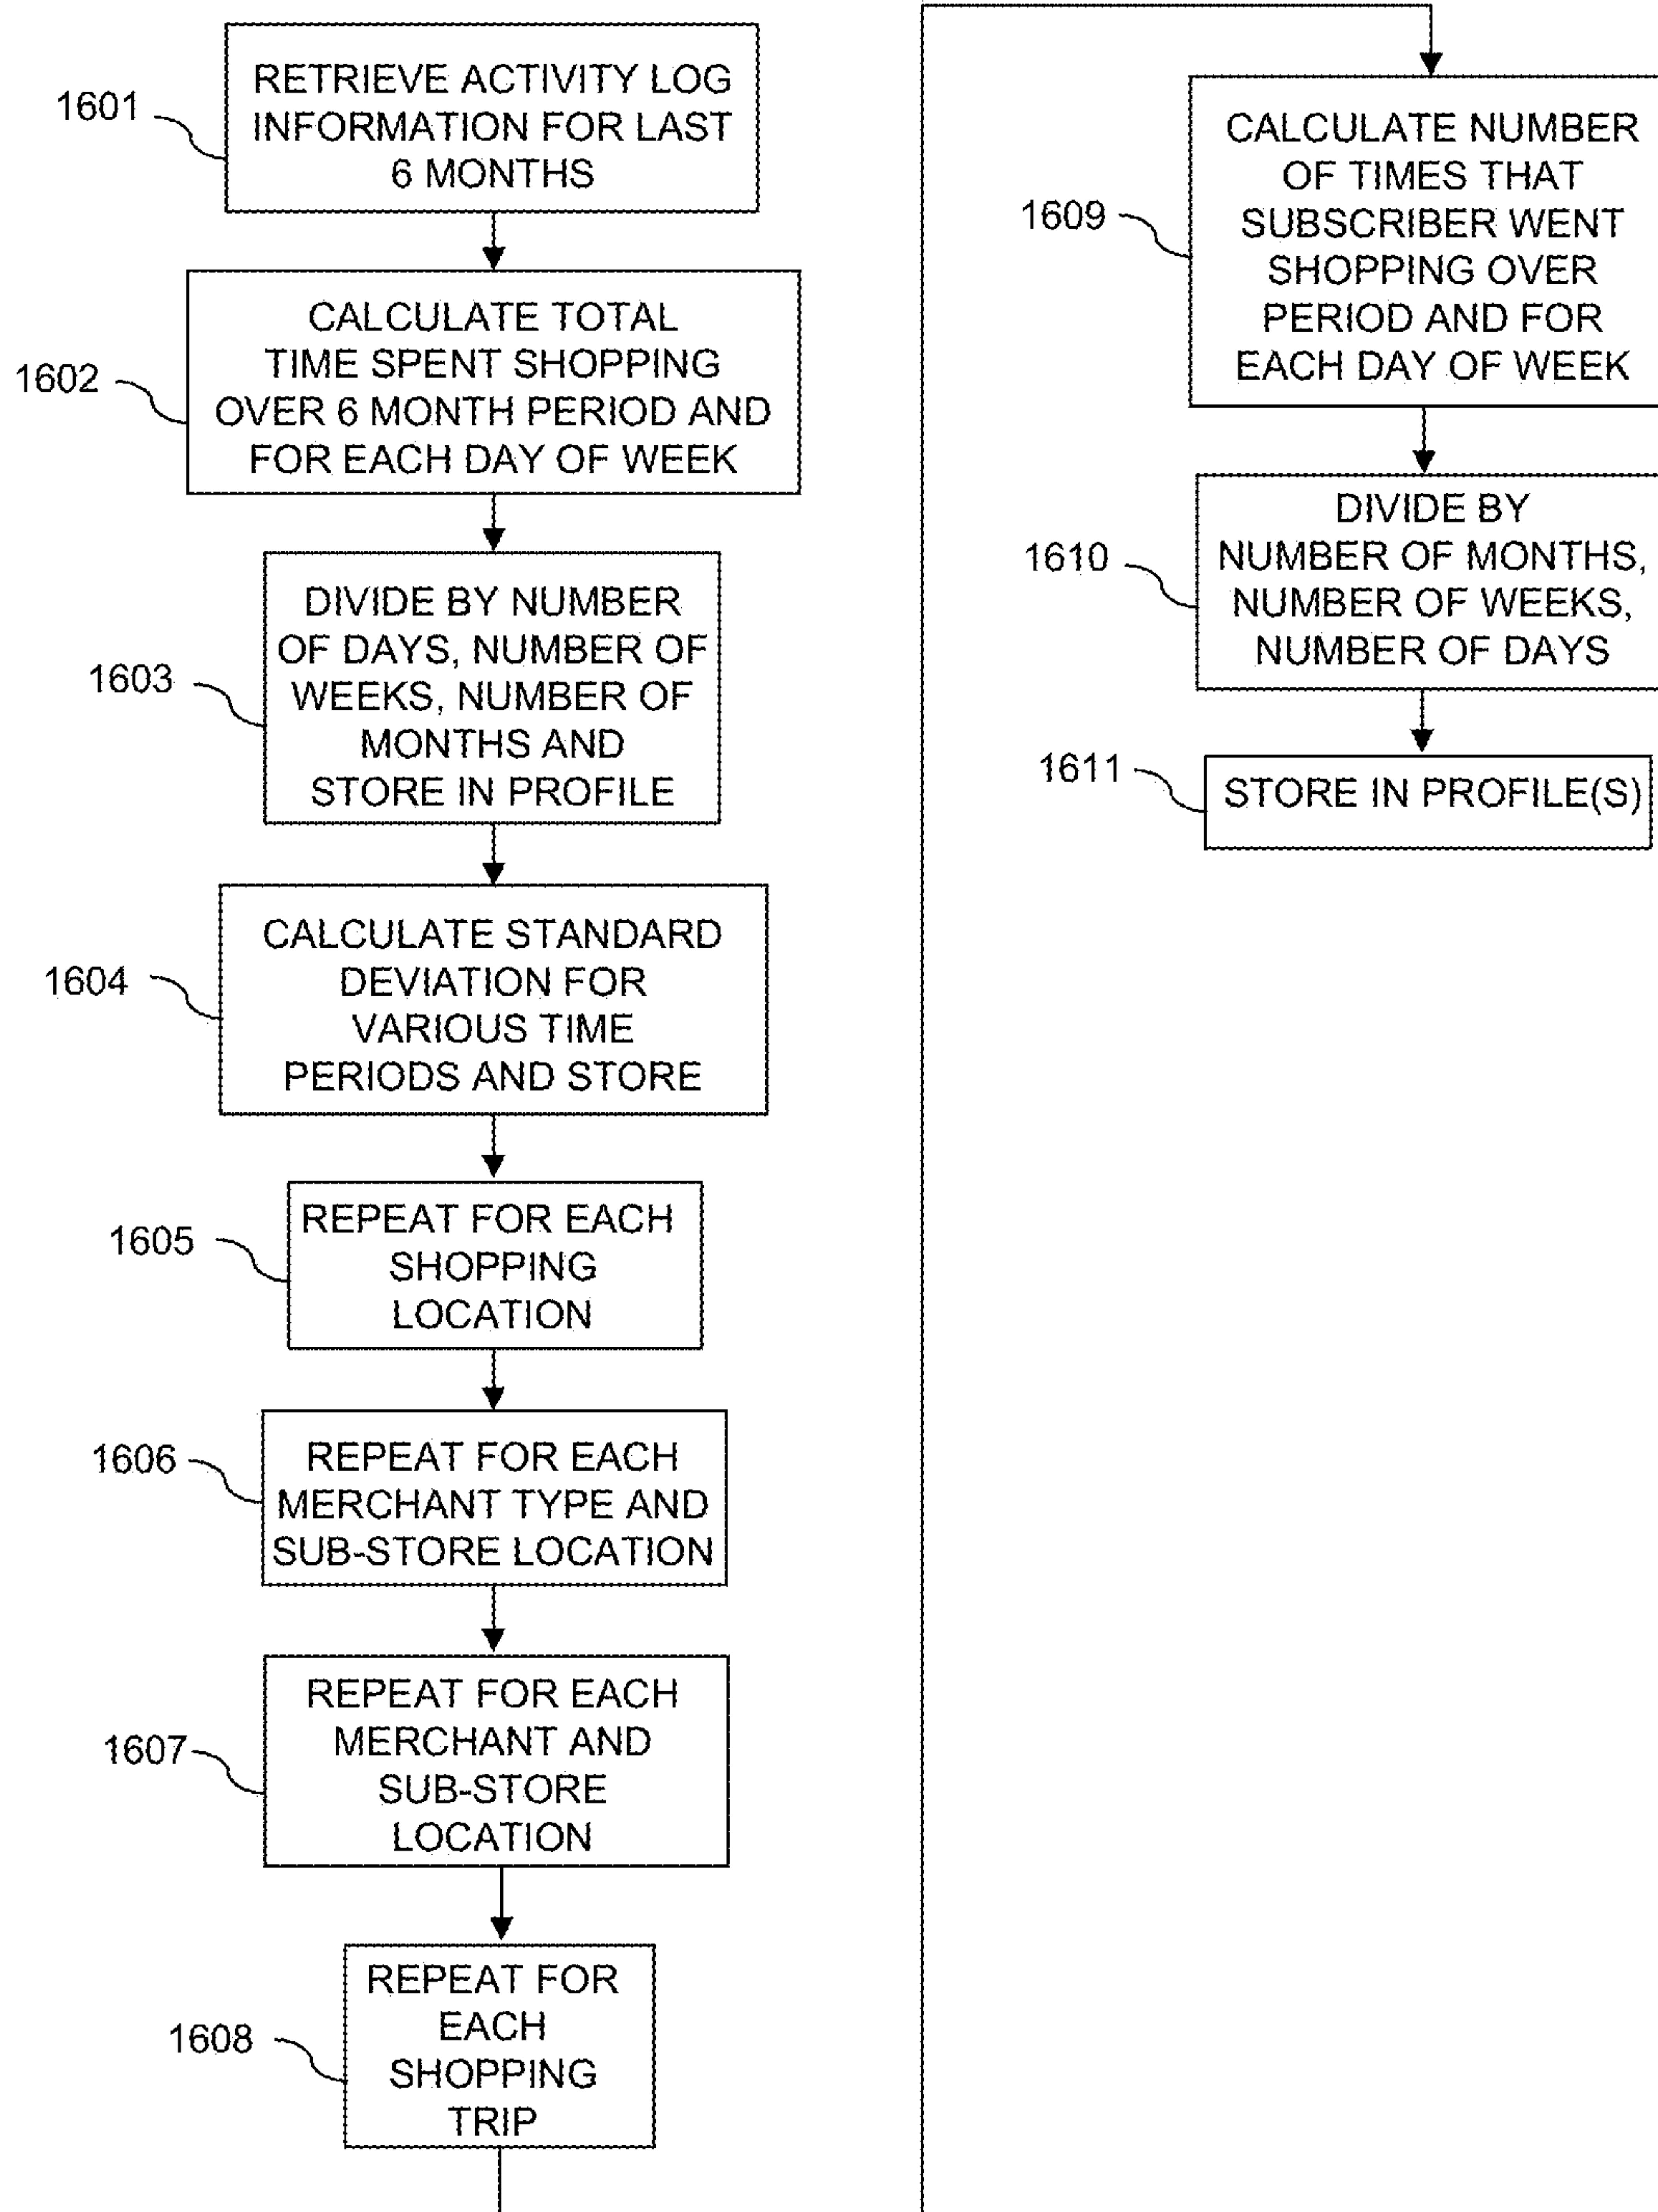 1601
RETRIEVE ACTIVITY LOG
INFORMATION FOR LAST
6 MONTHS
1602
CALCULATE TOTAL
TIME SPENT SHOPPING
OVER 6 MONTH PERIOD AND
FOR EACH DAY OF WEEK
1603
DIVIDE BY NUMBER
OF DAYS, NUMBER OF
WEEKS, NUMBER OF
MONTHS AND
STORE IN PROFILE
1604
CALCULATE STANDARD
DEVIATION FOR
VARIOUS TIME
PERIODS AND STORE
1605
REPEAT FOR EACH
SHOPPING
LOCATION
1606
REPEAT FOR EACH
MERCHANT TYPE AND
SUB-STORE LOCATION
1607
REPEAT FOR EACH
MERCHANT AND
SUB-STORE
LOCATION
1608
REPEAT FOR
EACH
SHOPPING
TRIP
1609
CALCULATE NUMBER
OF TIMES THAT
SUBSCRIBER WENT
SHOPPING OVER
PERIOD AND FOR
EACH DAY OF WEEK
1610
DIVIDE BY
NUMBER OF MONTHS,
NUMBER OF WEEKS,
NUMBER OF DAYS
1611
STORE IN PROFILE(S)